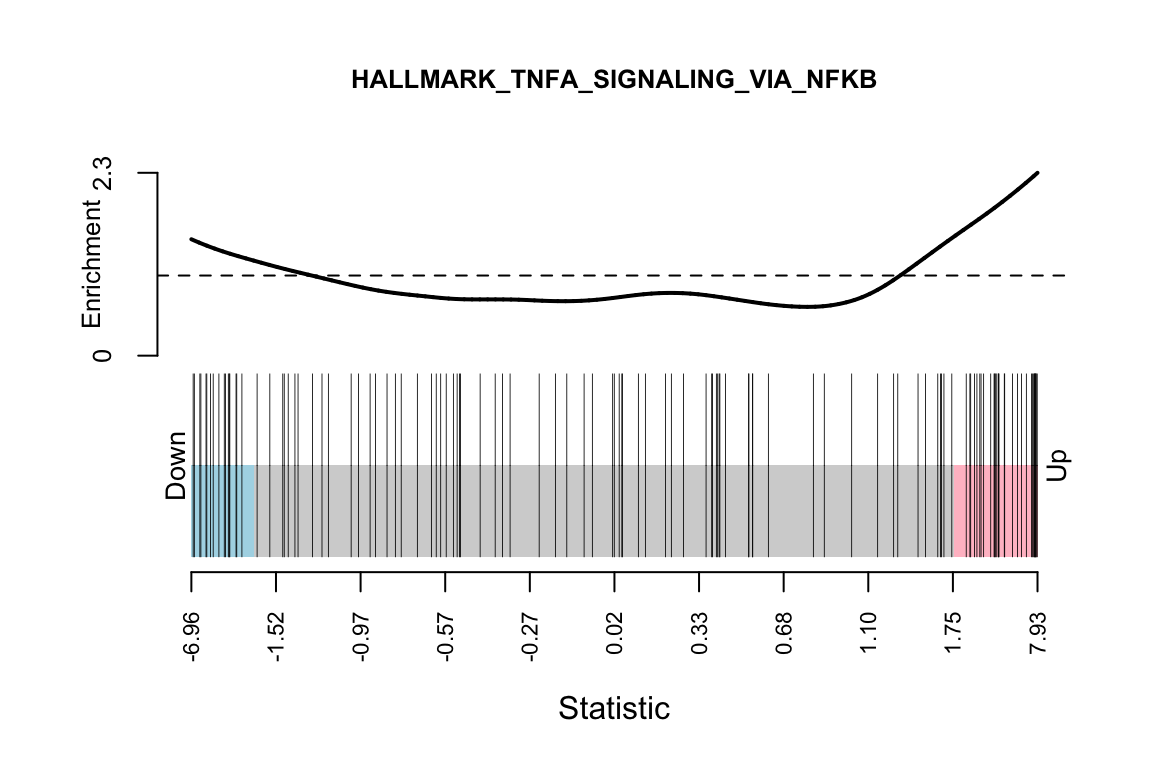 HALLMARK_TNFA_SIGNALING_VIA_NFKB
2.3
Enrichment
0
Down
Up
-6.96 -1.52 -0.97 -0.57 -0.27 0.02 0.33 0.68 1.10 1.75 7.93
Statistic